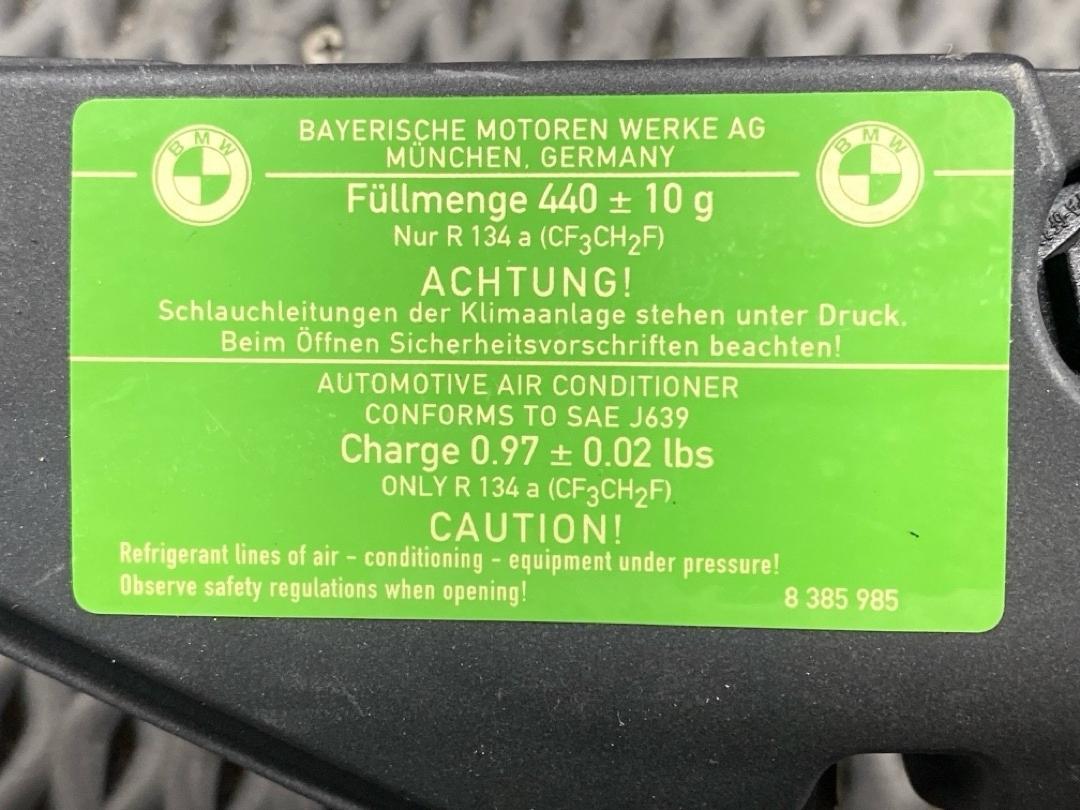 BMW
BMW
BAYERISCHE MOTOREN WERKE AG
MÜNCHEN, GERMANY
Füllmenge 440 ± 10 g
Nur R 134 a (CF₃CH₂F)
ACHTUNG!
Schlauchleitungen der Klimaanlage stehen unter Druck.
Beim Öffnen Sicherheitsvorschriften beachten!
AUTOMOTIVE AIR CONDITIONER
CONFORMS TO SAE J639
Charge 0.97 ± 0.02 lbs
ONLY R 134 a (CF₃CH₂F)
CAUTION!
Refrigerant lines of air – conditioning – equipment under pressure!
Observe safety regulations when opening!
8 385 985